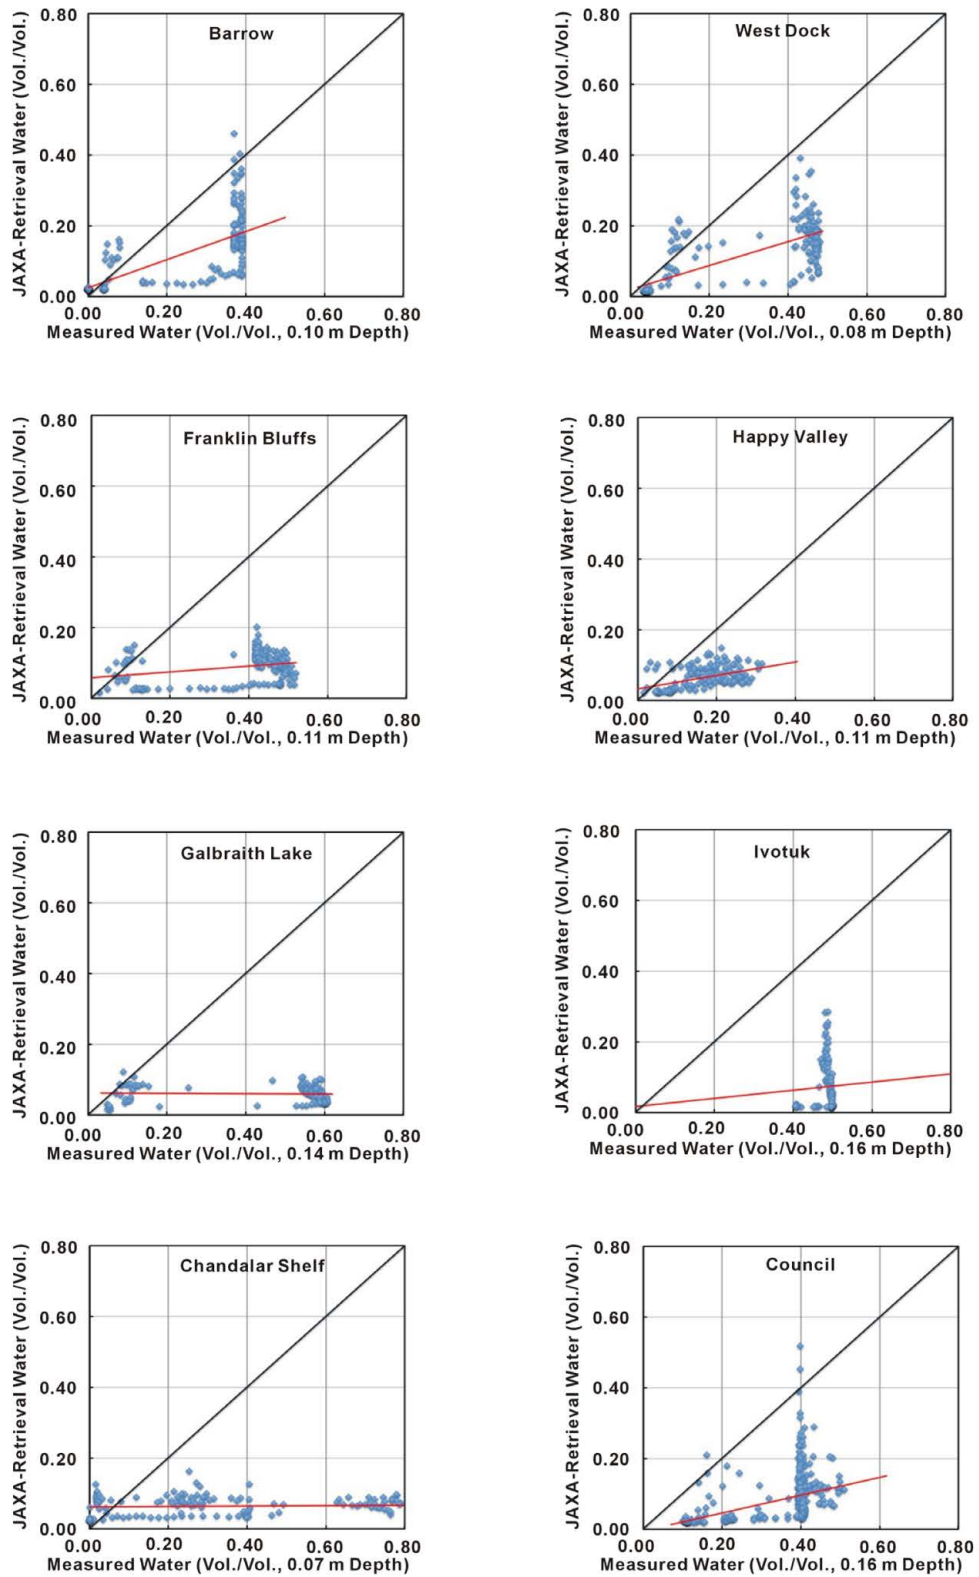 Barrow
JAXA-Retrieval Water (Vol./Vol.)
0.80
0.60
0.40
0.20
0.00
0.00 0.20 0.40 0.60 0.80
Measured Water (Vol./Vol., 0.10 m Depth)
West Dock
JAXA-Retrieval Water (Vol./Vol.)
0.80
0.60
0.40
0.20
0.00
0.00 0.20 0.40 0.60 0.80
Measured Water (Vol./Vol., 0.08 m Depth)
Franklin Bluffs
JAXA-Retrieval Water (Vol./Vol.)
0.80
0.60
0.40
0.20
0.00
0.00 0.20 0.40 0.60 0.80
Measured Water (Vol./Vol., 0.11 m Depth)
Happy Valley
JAXA-Retrieval Water (Vol./Vol.)
0.80
0.60
0.40
0.20
0.00
0.00 0.20 0.40 0.60 0.80
Measured Water (Vol./Vol., 0.11 m Depth)
Galbraith Lake
JAXA-Retrieval Water (Vol./Vol.)
0.80
0.60
0.40
0.20
0.00
0.00 0.20 0.40 0.60 0.80
Measured Water (Vol./Vol., 0.14 m Depth)
Ivotuk
JAXA-Retrieval Water (Vol./Vol.)
0.80
0.60
0.40
0.20
0.00
0.00 0.20 0.40 0.60 0.80
Measured Water (Vol./Vol., 0.16 m Depth)
Chandalar Shelf
JAXA-Retrieval Water (Vol./Vol.)
0.80
0.60
0.40
0.20
0.00
0.00 0.20 0.40 0.60 0.80
Measured Water (Vol./Vol., 0.07 m Depth)
Council
JAXA-Retrieval Water (Vol./Vol.)
0.80
0.60
0.40
0.20
0.00
0.00 0.20 0.40 0.60 0.80
Measured Water (Vol./Vol., 0.16 m Depth)